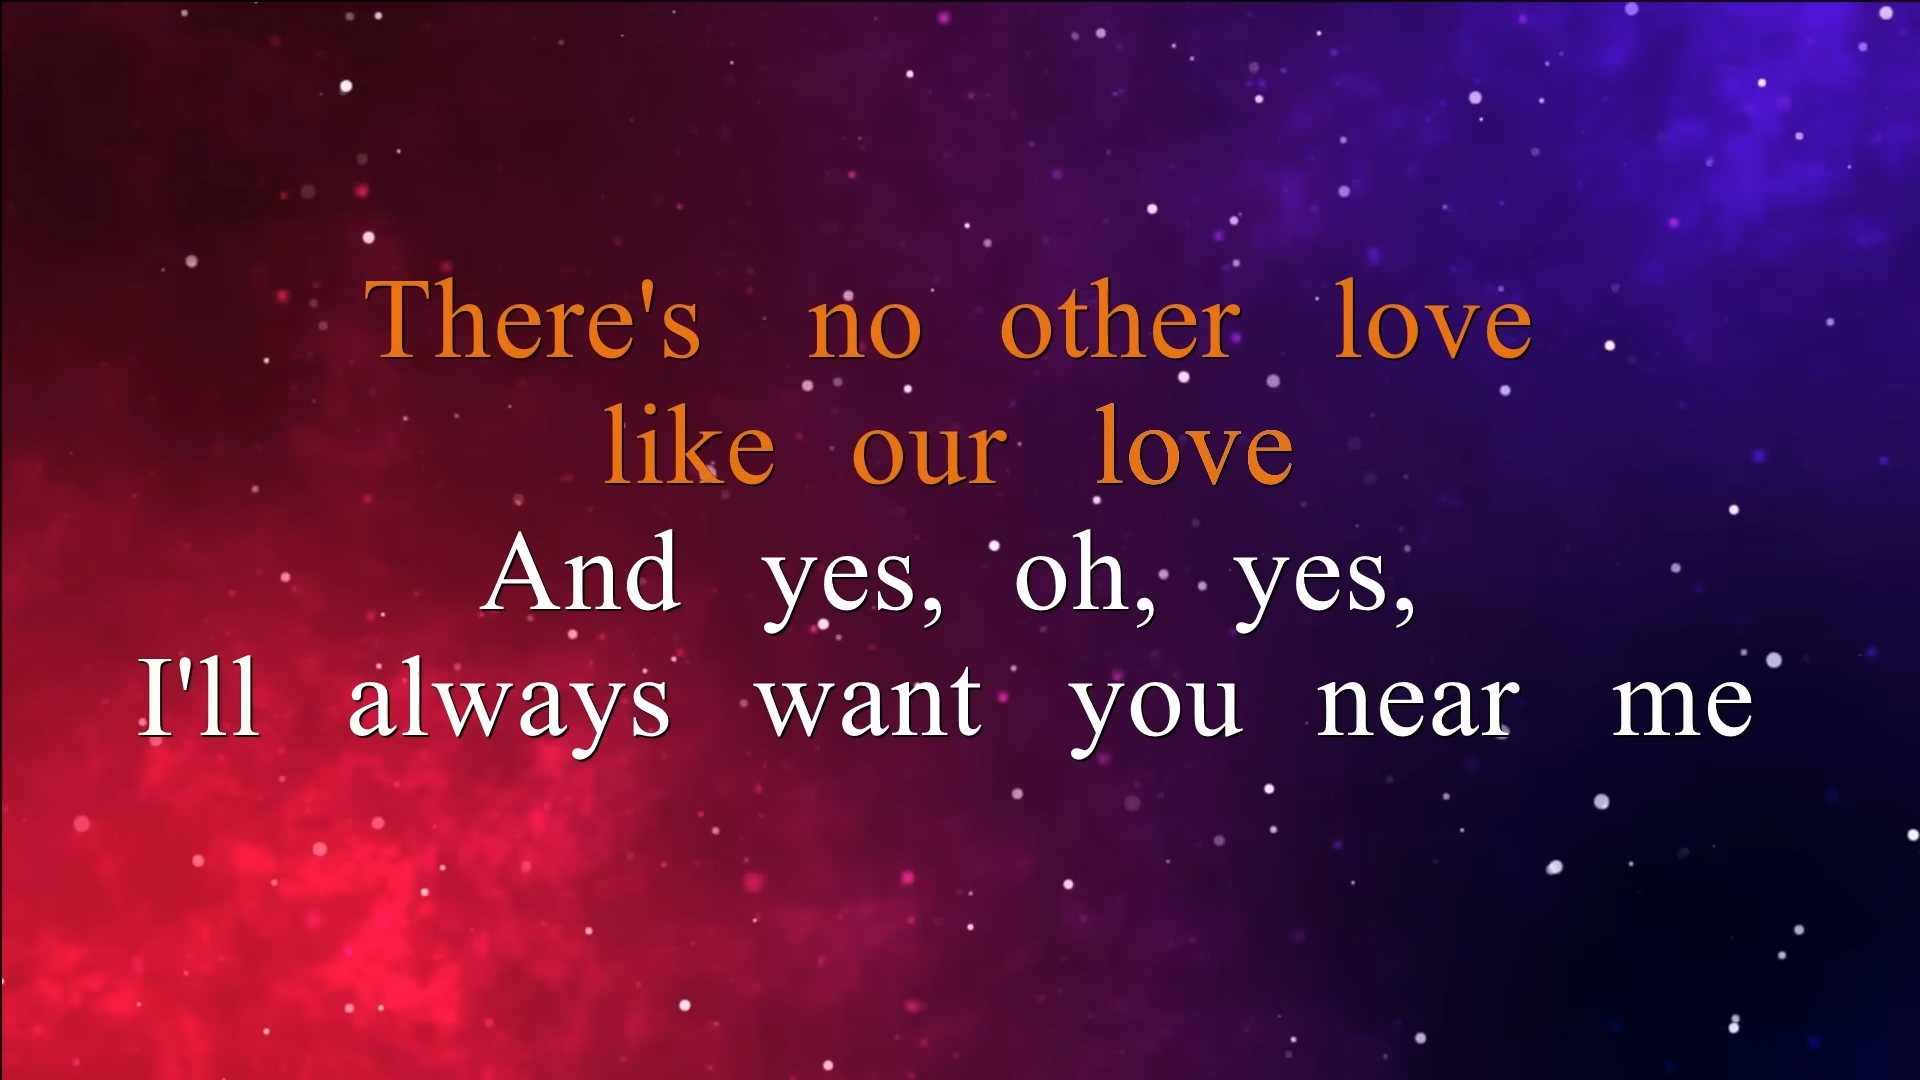 There's no other love
like our love
And yes, oh, yes,
I'll always want you near me